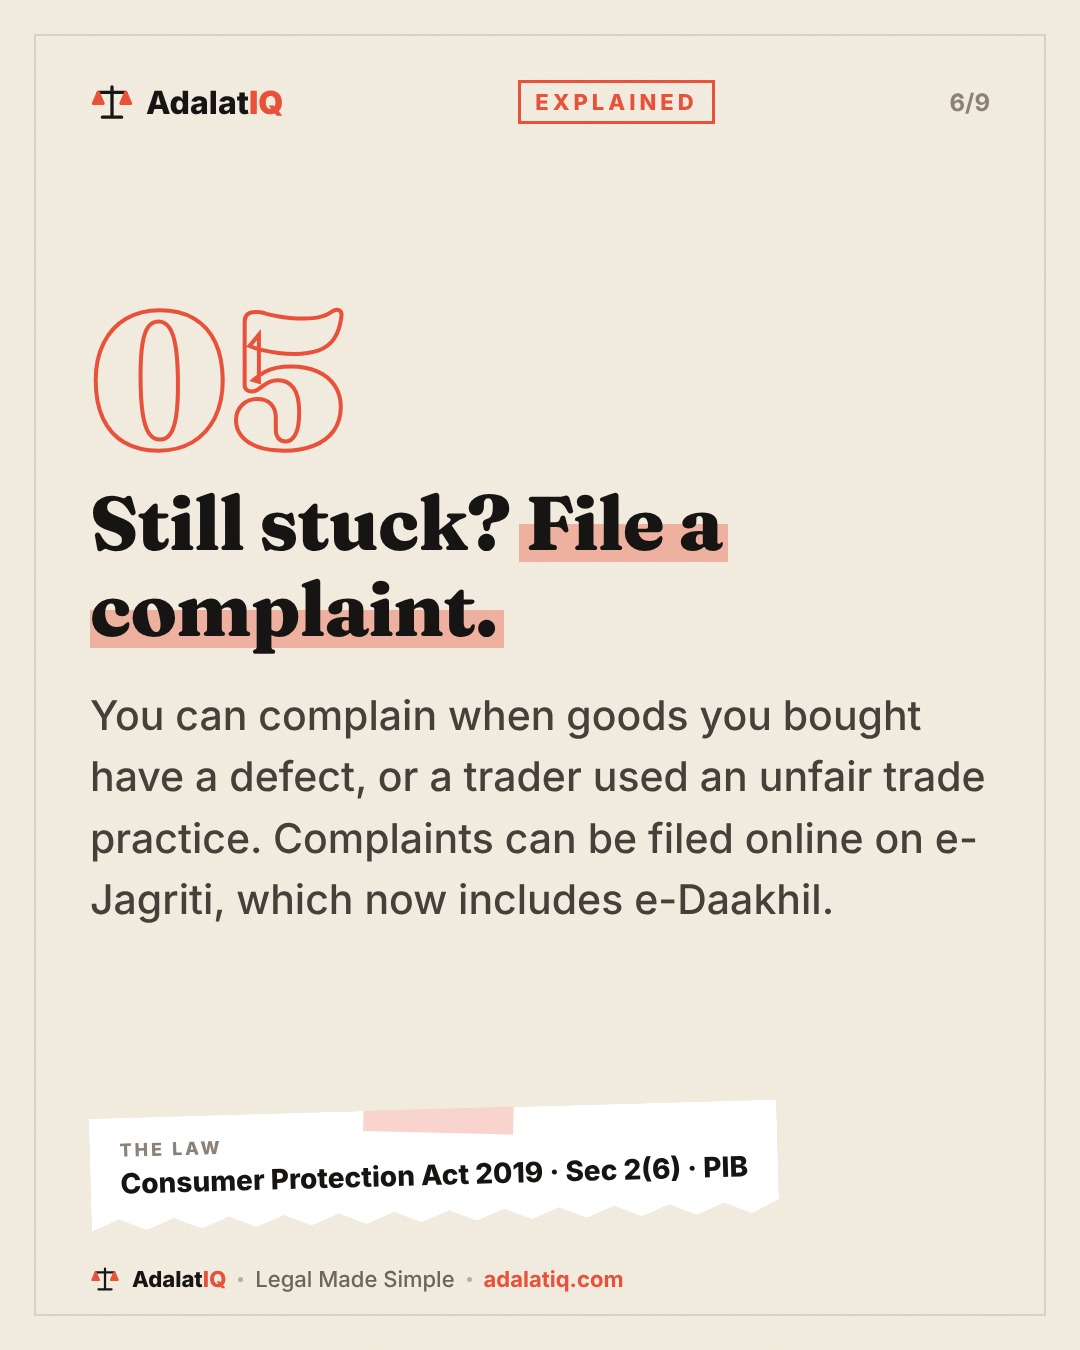 AdalatIQ
EXPLAINED
6/9
05
Still stuck? File a
complaint.
You can complain when goods you bought
have a defect, or a trader used an unfair trade
practice. Complaints can be filed online on e-
Jagriti, which now includes e-Daakhil.
THE LAW
Consumer Protection Act 2019 · Sec 2(6) · PIB
AdalatIQ • Legal Made Simple • adalatiq.com